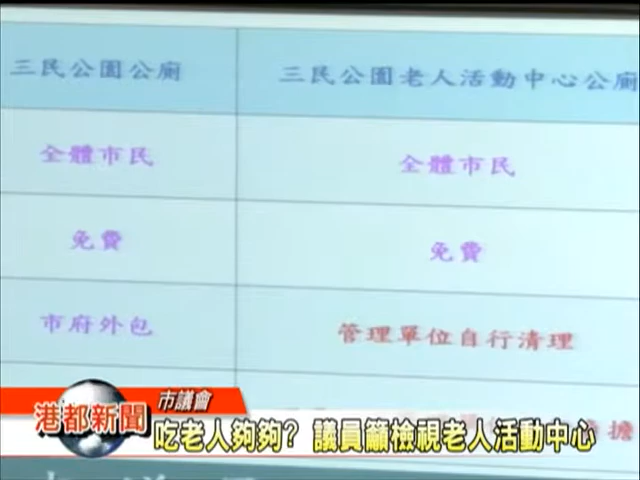 三民公園公廁
三民公園老人活動中心公廁
全體市民
全體市民
免費
免費
市府外包
管理單位自行清理
擔
市議會
港都新聞
吃老人夠夠? 議員籲檢視老人活動中心